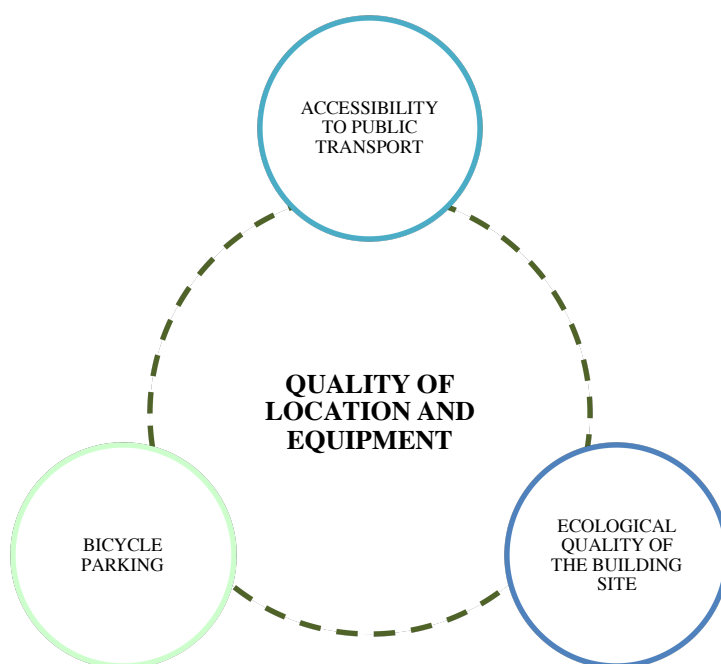 ACCESSIBILITY
TO PUBLIC
TRANSPORT
QUALITY OF
LOCATION AND
EQUIPMENT
BICYCLE
PARKING
ECOLOGICAL
QUALITY OF
THE BUILDING
SITE